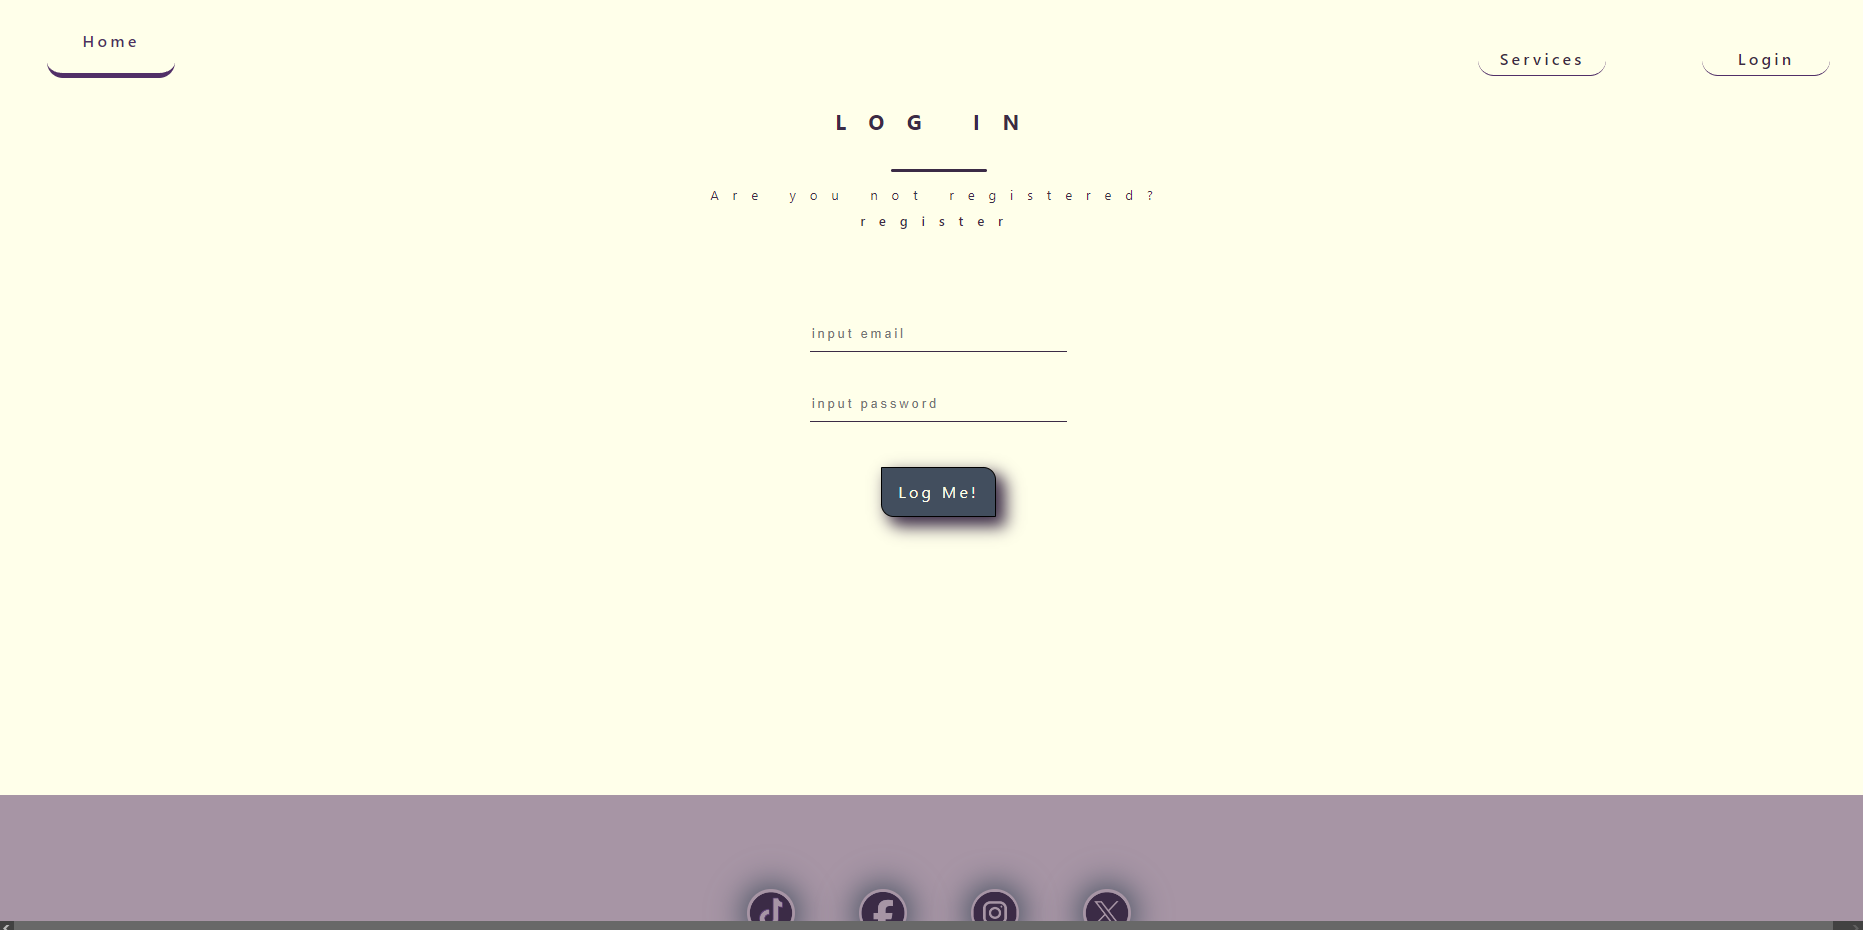 Home
Services
Login
LOG IN
Are you not registered?
register
input email
input password
Log Me!